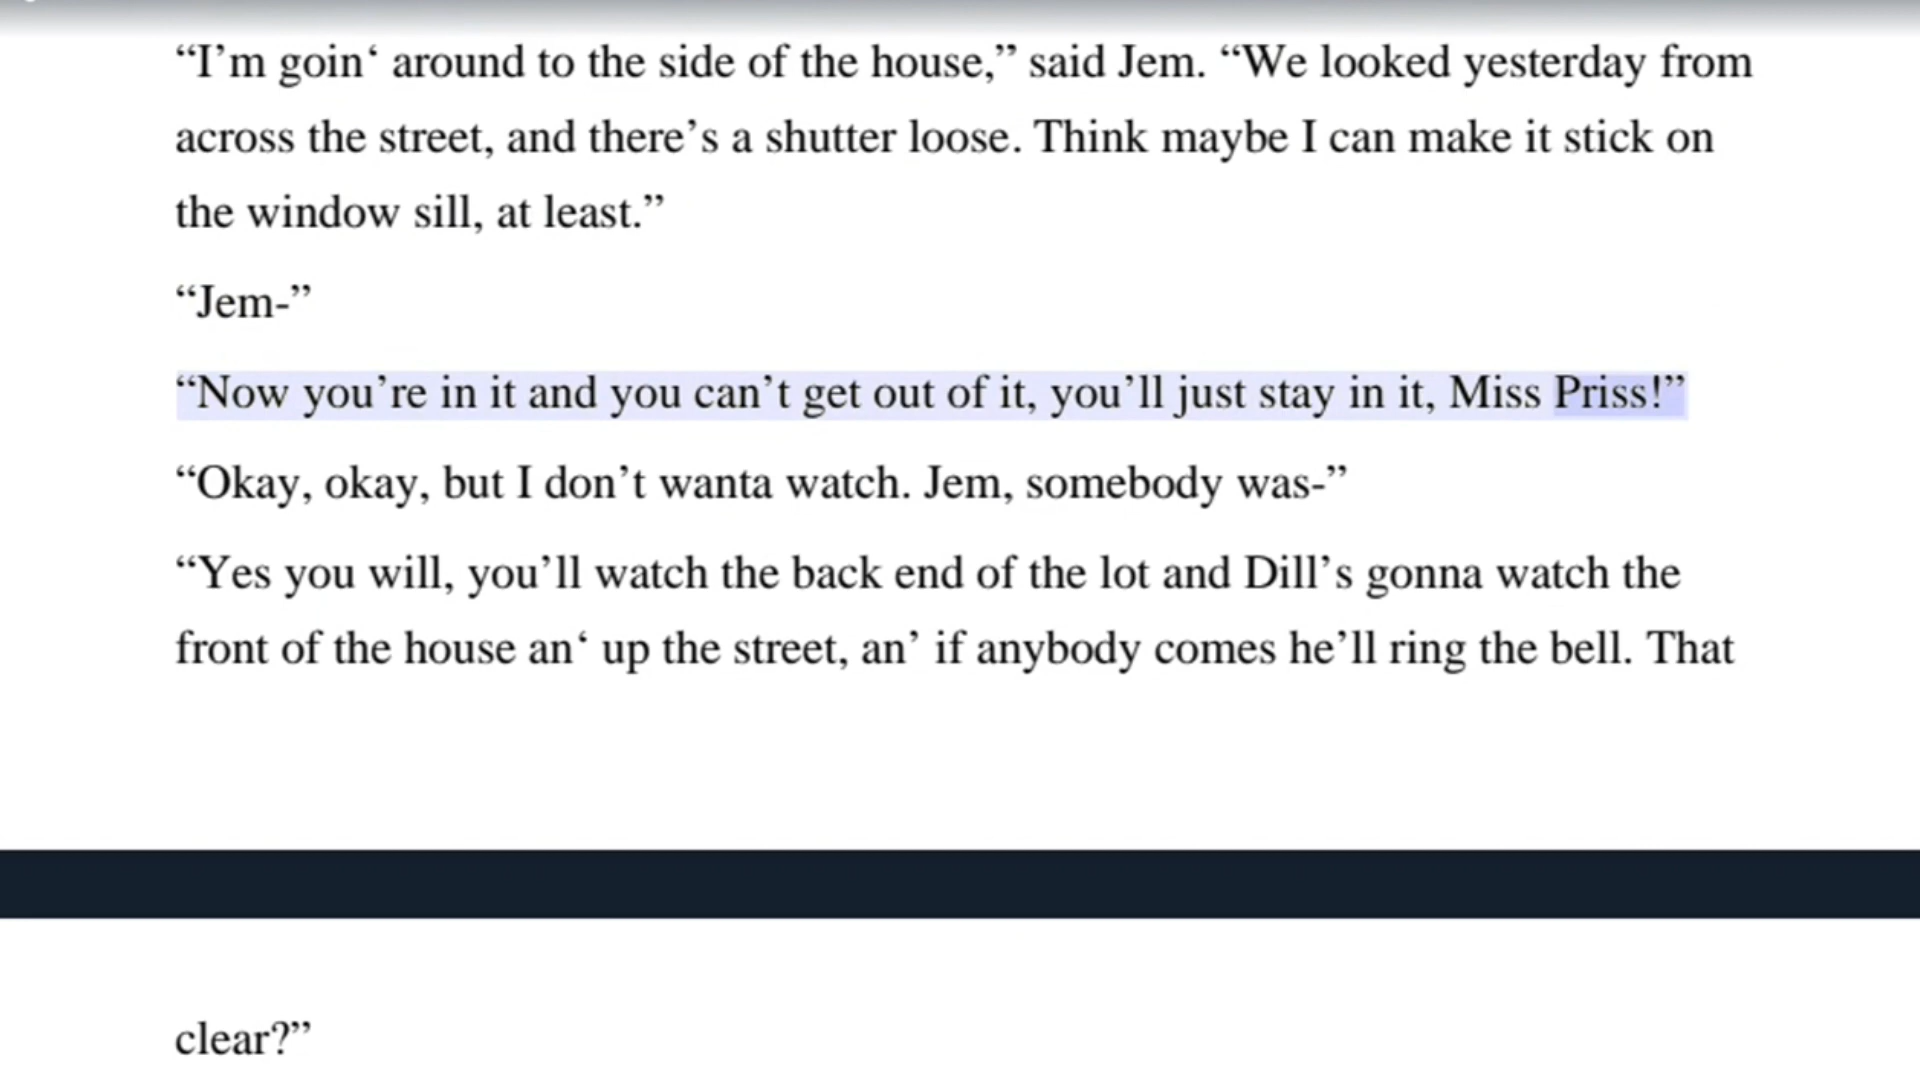 “I’m goin‘ around to the side of the house,” said Jem. “We looked yesterday from
across the street, and there’s a shutter loose. Think maybe I can make it stick on
the window sill, at least.”
“Jem-”
“Now you’re in it and you can’t get out of it, you’ll just stay in it, Miss Priss!”
“Okay, okay, but I don’t wanta watch. Jem, somebody was-”
“Yes you will, you’ll watch the back end of the lot and Dill’s gonna watch the
front of the house an‘ up the street, an’ if anybody comes he’ll ring the bell. That
clear?”